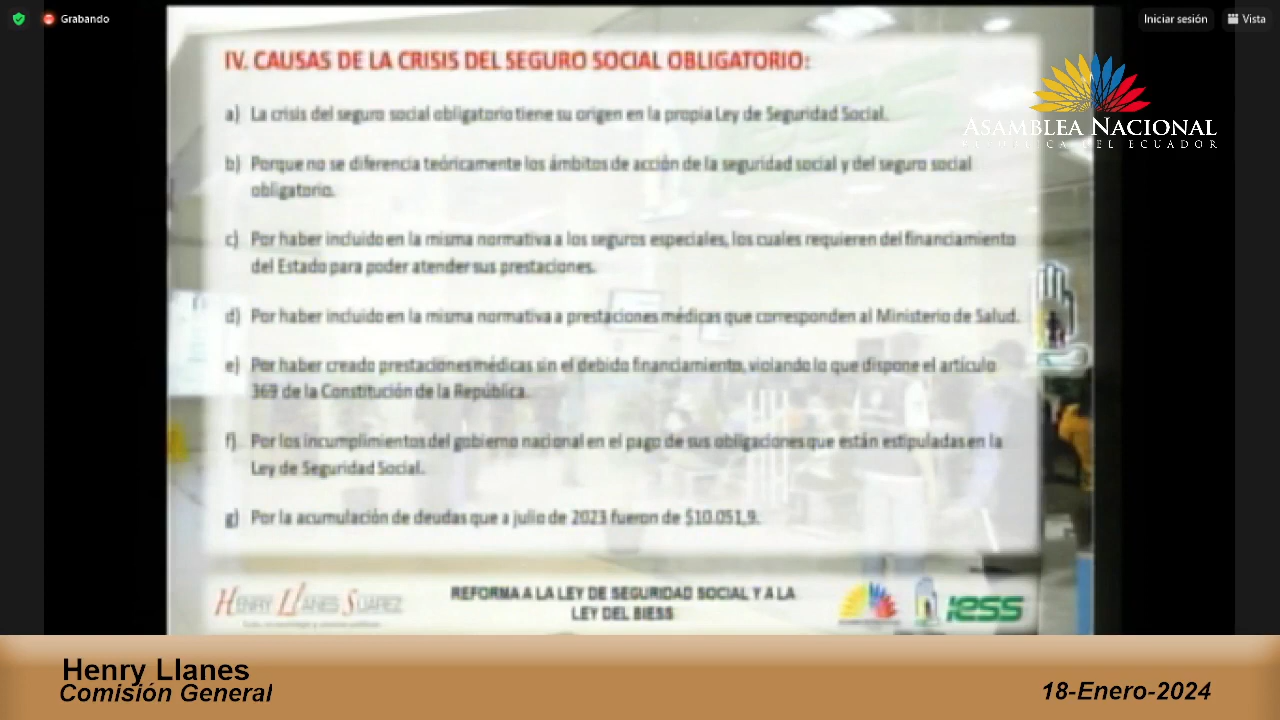 Grabando
Iniciar sesión
Vista
IV. CAUSAS DE LA CRISIS DEL SEGURO SOCIAL OBLIGATORIO:
ASAMBLEA NACIONAL
REPÚBLICA DEL ECUADOR
a) La crisis del seguro social obligatorio tiene su origen en la propia Ley de Seguridad Social.
b) Porque no se diferencia teóricamente los ámbitos de acción de la seguridad social y del seguro social
obligatorio.
c) Por haber incluido en la misma normativa a los seguros especiales, los cuales requieren del financiamiento
del Estado para poder atender sus prestaciones.
d) Por haber incluido en la misma normativa a prestaciones médicas que corresponden al Ministerio de Salud.
e) Por haber creado prestaciones médicas sin el debido financiamiento, violando lo que dispone el artículo
369 de la Constitución de la República.
f) Por los incumplimientos del gobierno nacional en el pago de sus obligaciones que están estipuladas en la
Ley de Seguridad Social.
g) Por la acumulación de deudas que a julio de 2023 fueron de $10.051,9.
HENRY LLANES SUÁREZ
REFORMA A LA LEY DE SEGURIDAD SOCIAL Y A LA
LEY DEL BIESS
IESS
Henry Llanes
Comisión General
18-Enero-2024